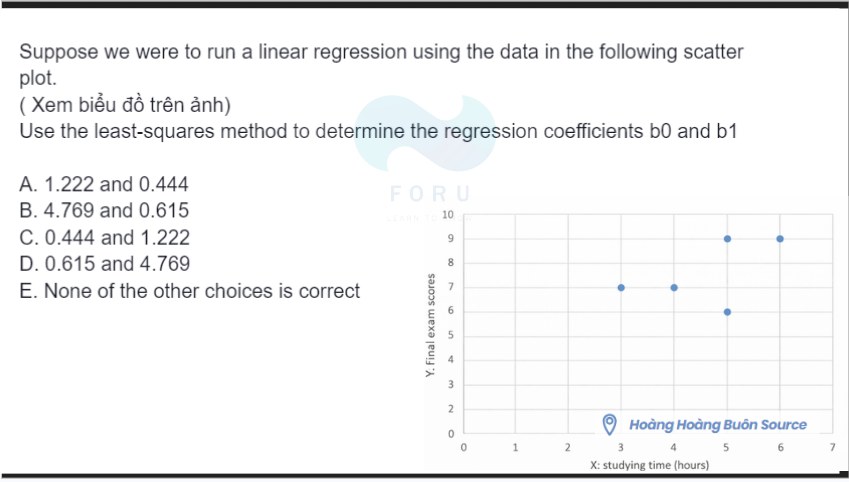 Suppose we were to run a linear regression using the data in the following scatter
plot.
( Xem biểu đồ trên ảnh)
Use the least-squares method to determine the regression coefficients b0 and b1
A. 1.222 and 0.444
B. 4.769 and 0.615
C. 0.444 and 1.222
D. 0.615 and 4.769
E. None of the other choices is correct
FORU
10
9
8
7
6
5
4
3
2
0
Y. Final exam scores
0 1 2 3 4 5 6 7
X: studying time (hours)
Hoàng Hoàng Buôn Source